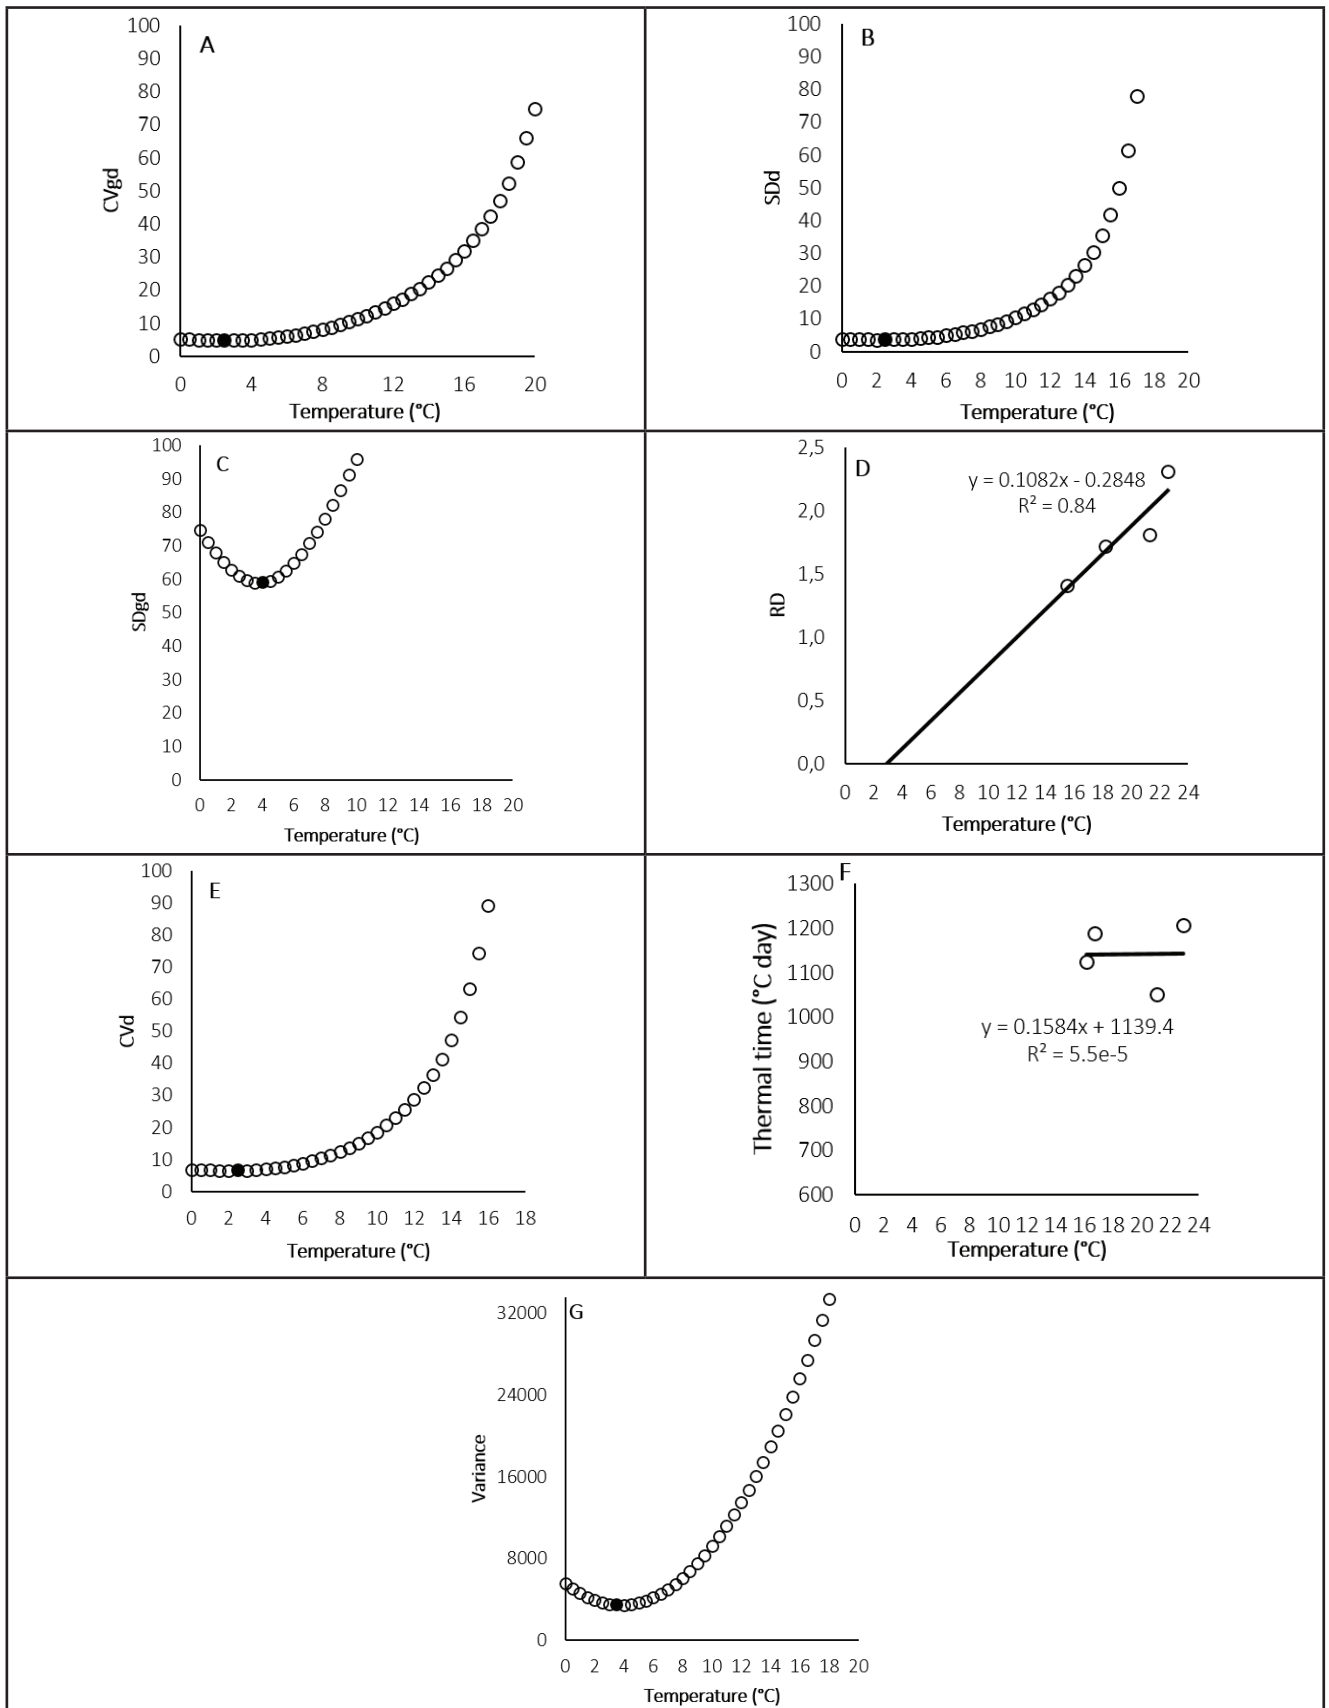 A
100
90
80
70
60
50
40
30
20
10
0
CVgd
0 4 8 12 16 20
Temperature (°C)
B
100
90
80
70
60
50
40
30
20
10
0
SDd
0 2 4 6 8 10 12 14 16 18 20
Temperature (°C)
C
100
90
80
70
60
50
40
30
20
10
0
SDgd
0 2 4 6 8 10 12 14 16 18 20
Temperature (°C)
D
2,5
2,0
1,5
1,0
0,5
0,0
RD
y = 0.1082x - 0.2848
R² = 0.84
0 2 4 6 8 10 12 14 16 18 20 22 24
Temperature (°C)
E
100
90
80
70
60
50
40
30
20
10
0
CVd
0 2 4 6 8 10 12 14 16 18
Temperature (°C)
F
1300
1200
1100
1000
900
800
700
600
Thermal time (°C day)
y = 0.1584x + 1139.4
R² = 5.5e-5
0 2 4 6 8 10 12 14 16 18 20 22 24
Temperature (°C)
G
32000
24000
16000
8000
0
Variance
0 2 4 6 8 10 12 14 16 18 20
Temperature (°C)